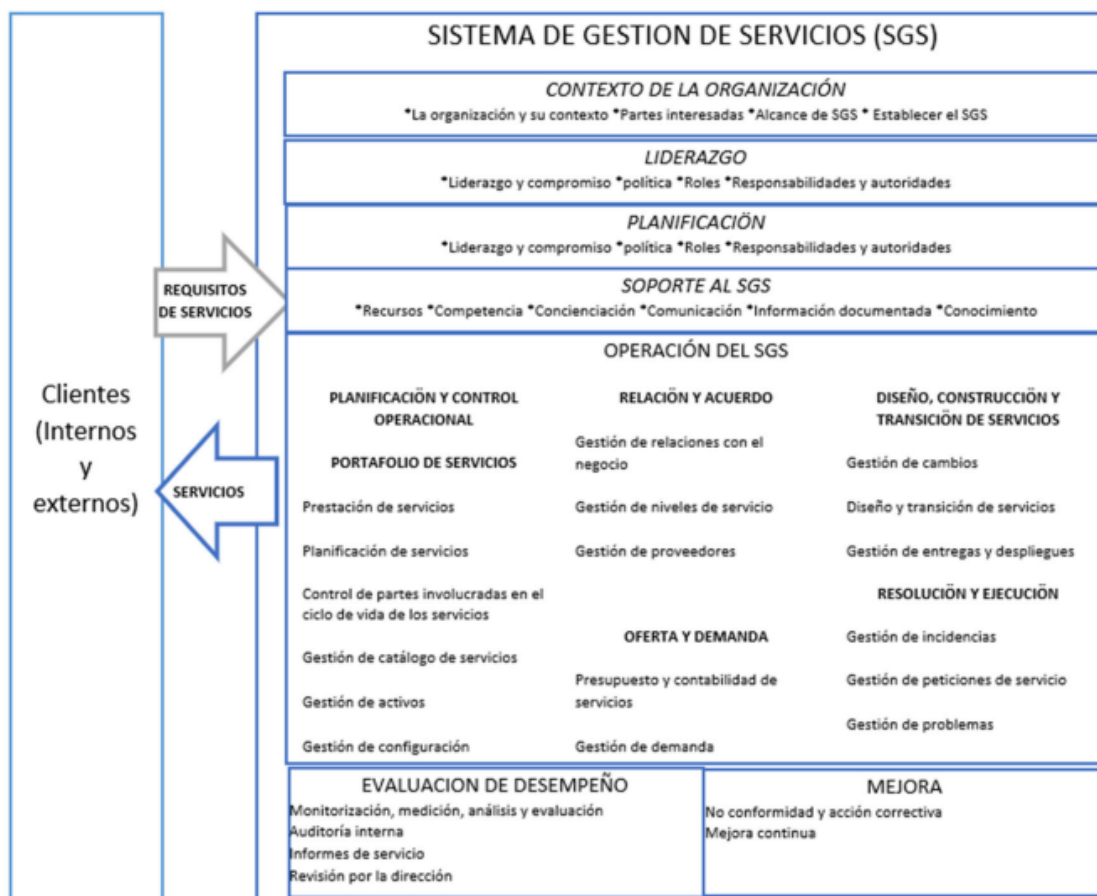 SISTEMA DE GESTION DE SERVICIOS (SGS)
CONTEXTO DE LA ORGANIZACIÓN
*La organización y su contexto *Partes interesadas *Alcance de SGS * Establecer el SGS
LIDERAZGO
*Liderazgo y compromiso *política *Roles *Responsabilidades y autoridades
PLANIFICACIÖN
*Liderazgo y compromiso *política *Roles *Responsabilidades y autoridades
SOPORTE AL SGS
*Recursos *Competencia *Concienciación *Comunicación *Información documentada *Conocimiento
REQUISITOS
DE SERVICIOS
Clientes
(Internos
y
externos)
SERVICIOS
OPERACIÓN DEL SGS
PLANIFICACIÖN Y CONTROL
OPERACIONAL
PORTAFOLIO DE SERVICIOS
Prestación de servicios
Planificación de servicios
Control de partes involucradas en el
ciclo de vida de los servicios
Gestión de catálogo de servicios
Gestión de activos
Gestión de configuración
RELACIÖN Y ACUERDO
Gestión de relaciones con el
negocio
Gestión de niveles de servicio
Gestión de proveedores
OFERTA Y DEMANDA
Presupuesto y contabilidad de
servicios
Gestión de demanda
DISEÑO, CONSTRUCCIÖN Y
TRANSICIÖN DE SERVICIOS
Gestión de cambios
Diseño y transición de servicios
Gestión de entregas y despliegues
RESOLUCIÖN Y EJECUCIÖN
Gestión de incidencias
Gestión de peticiones de servicio
Gestión de problemas
EVALUACION DE DESEMPEÑO
Monitorización, medición, análisis y evaluación
Auditoría interna
Informes de servicio
Revisión por la dirección
MEJORA
No conformidad y acción correctiva
Mejora continua